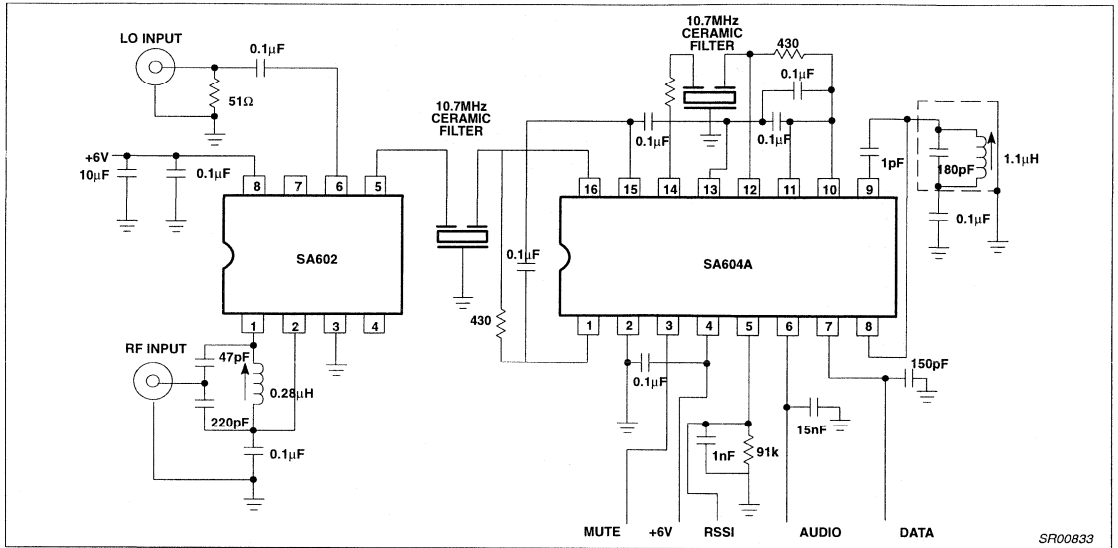 LO INPUT
0.1µF
51Ω
+6V
10µF
0.1µF
8 7 6 5
SA602
1 2 3 4
RF INPUT
47pF
0.28µH
220pF
0.1µF
10.7MHz
CERAMIC
FILTER
430
0.1µF
10.7MHz
CERAMIC
FILTER
430
0.1µF
0.1µF
0.1µF
1pF
180pF
1.1µH
0.1µF
16 15 14 13 12 11 10 9
SA604A
1 2 3 4 5 6 7 8
0.1µF
1nF
91k
15nF
150pF
MUTE +6V RSSI AUDIO DATA
SR00833